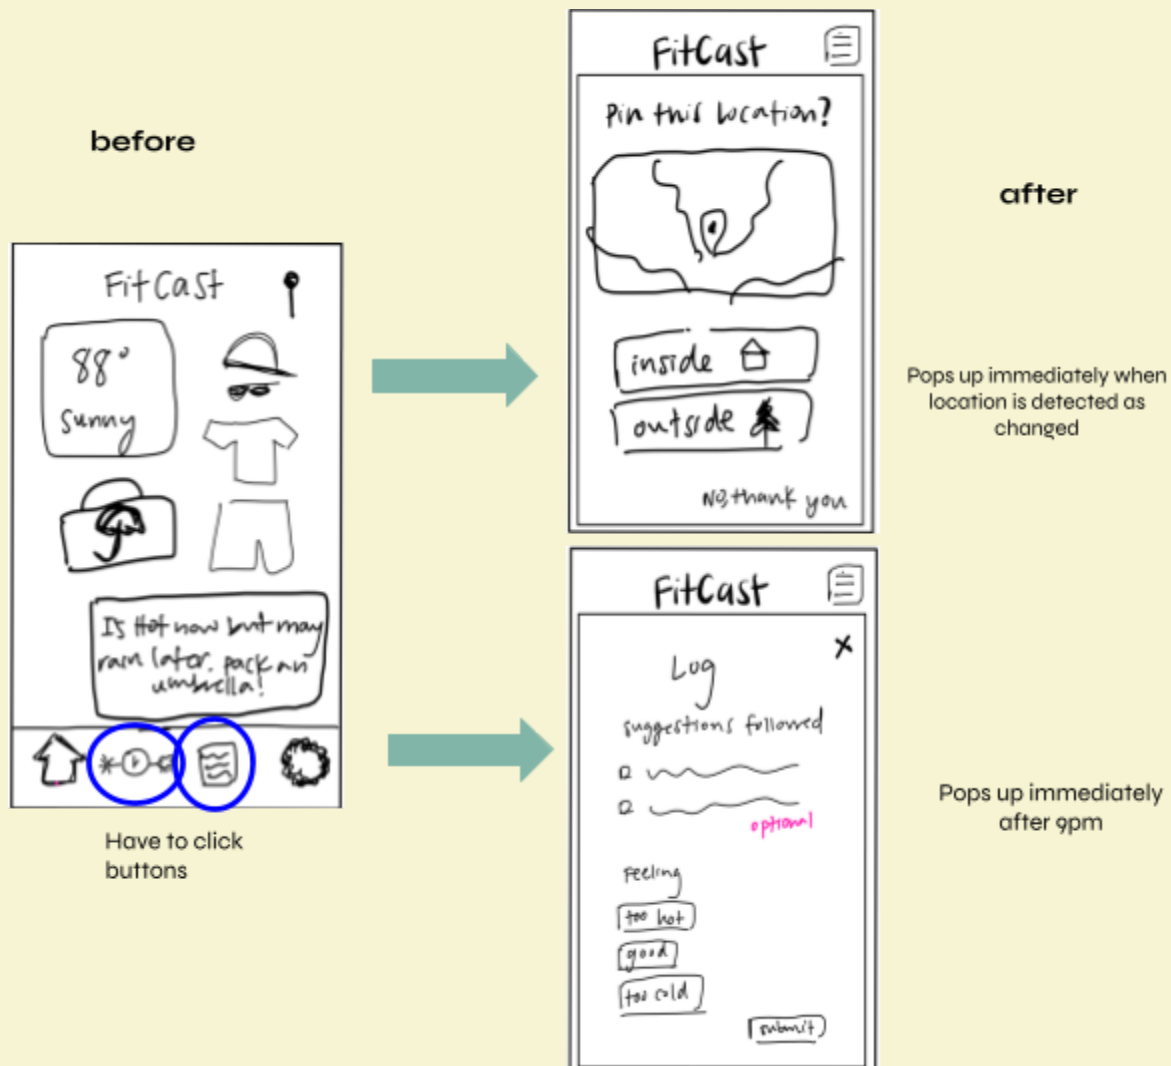 before
FitCast
88°
sunny
Is Hot now but may
rain later. pack an
umbrella!
Have to click
buttons
FitCast
Pin this location?
inside
outside
No, thank you
after
Pops up immediately when
location is detected as
changed
FitCast
X
Log
suggestions followed
optional
Feeling
too hot
good
too cold
submit
Pops up immediately
after 9pm